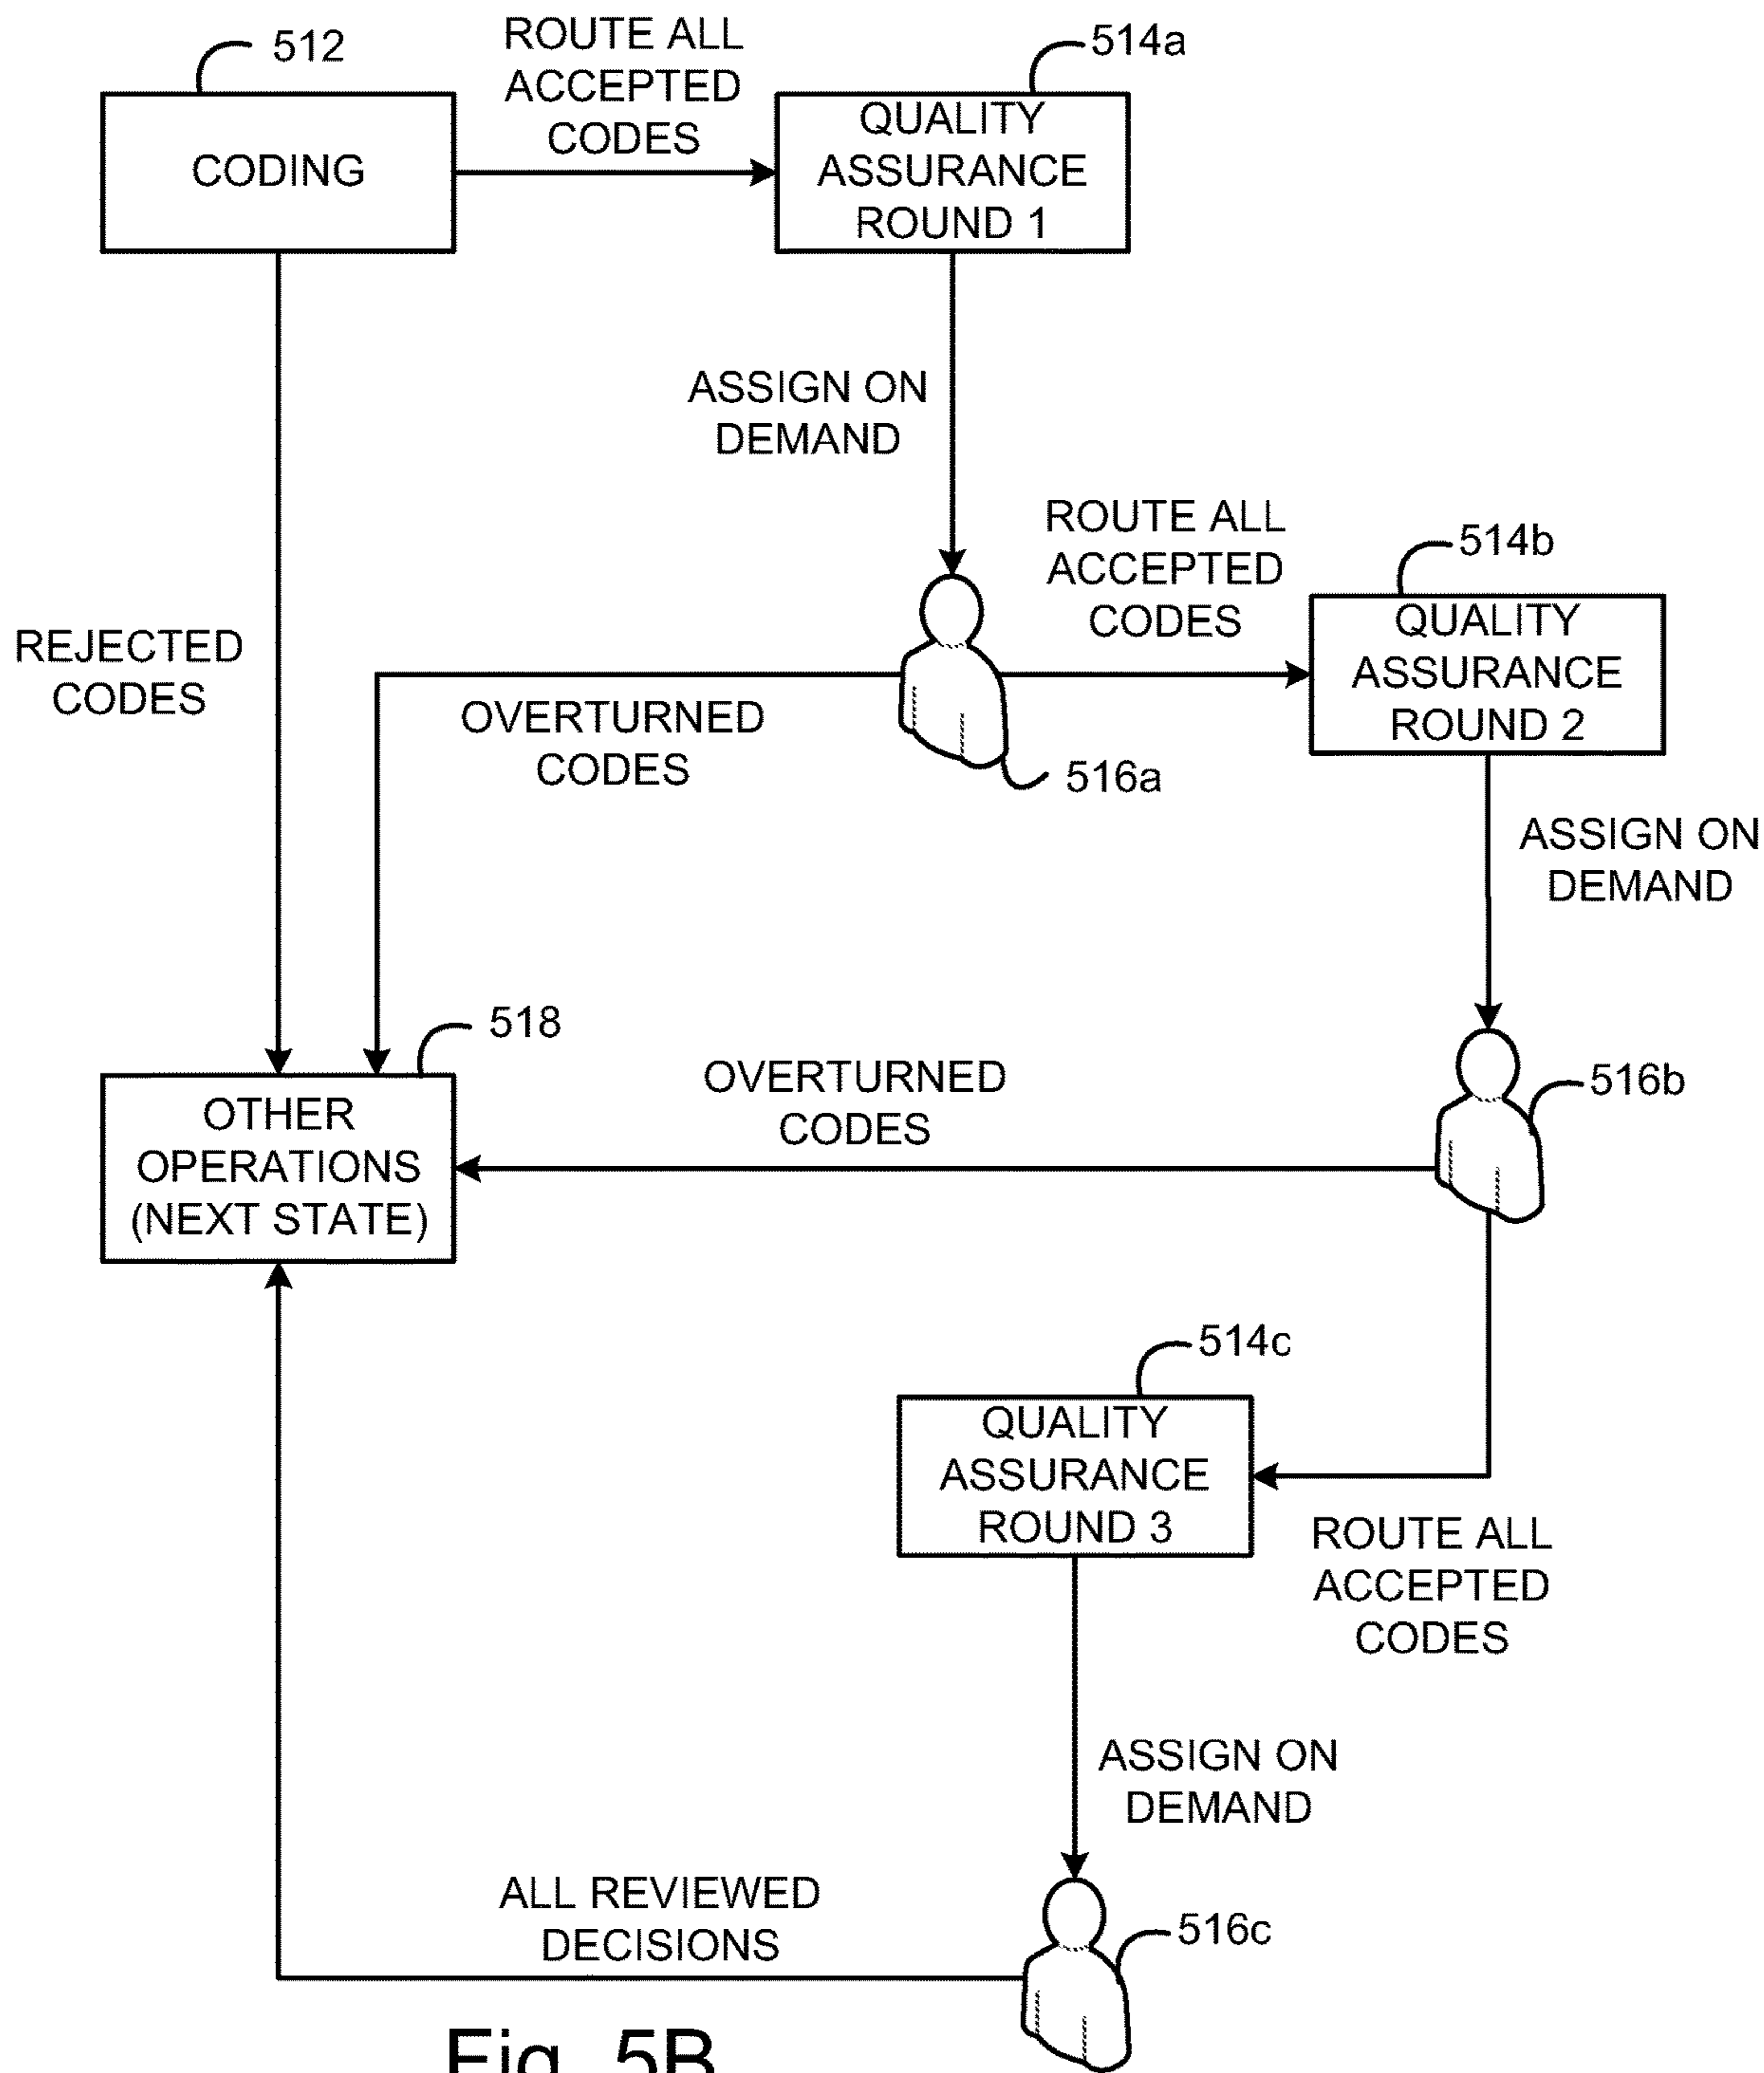 512
ROUTE ALL
ACCEPTED
CODES
514a
CODING
QUALITY
ASSURANCE
ROUND 1
ASSIGN ON
DEMAND
ROUTE ALL
ACCEPTED
CODES
514b
QUALITY
ASSURANCE
ROUND 2
REJECTED
CODES
OVERTURNED
CODES
516a
ASSIGN ON
DEMAND
518
OTHER
OPERATIONS
(NEXT STATE)
OVERTURNED
CODES
516b
514c
QUALITY
ASSURANCE
ROUND 3
ROUTE ALL
ACCEPTED
CODES
ASSIGN ON
DEMAND
ALL REVIEWED
DECISIONS
516c
Fig. 5B